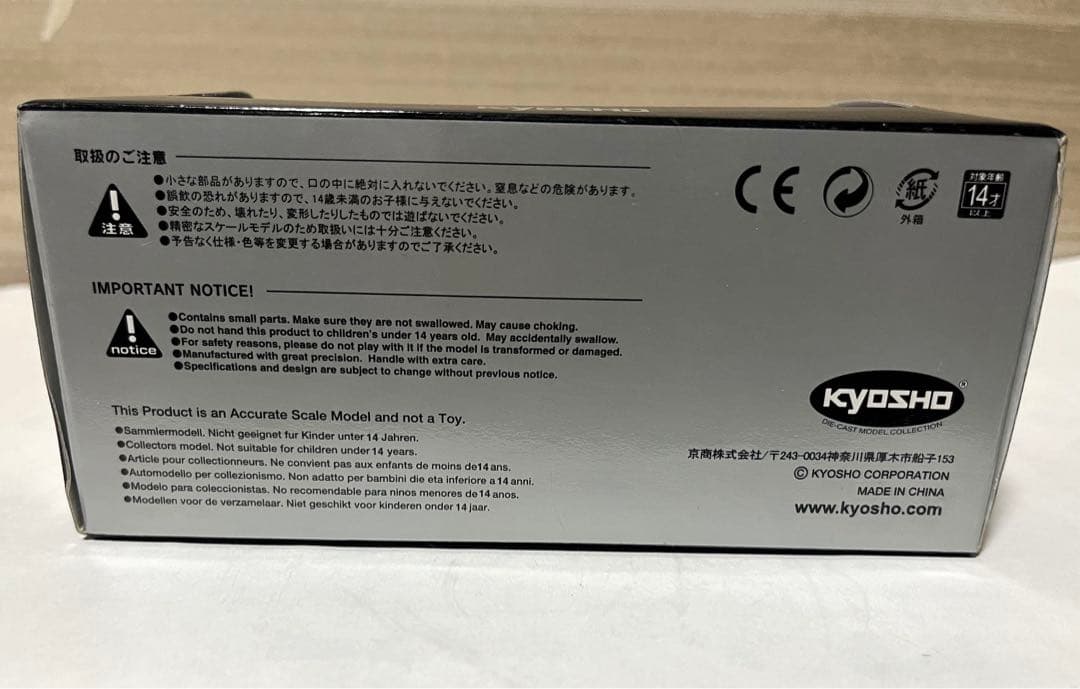 KYOSHO
取扱のご注意
注意
●小さな部品がありますので、口の中に絶対に入れないでください。窒息などの危険があります。
●誤飲の恐れがありますので、14歳未満のお子様に与えないでください。
●安全のため、壊れたり、変形したりしたものでは遊ばないでください。
●精密なスケールモデルのため取扱いには十分ご注意ください。
●予告なく仕様・色等を変更する場合がありますのでご了承ください。
CE
紙
外箱
対象年齢
14才
以上
IMPORTANT NOTICE!
notice
●Contains small parts. Make sure they are not swallowed. May cause choking.
●Do not hand this product to children's under 14 years old. May accidentally swallow.
●For safety reasons, please do not play with it if the model is transformed or damaged.
●Manufactured with great precision. Handle with extra care.
●Specifications and design are subject to change without previous notice.
This Product is an Accurate Scale Model and not a Toy.
●Sammlermodell. Nicht geeignet fur Kinder unter 14 Jahren.
●Collectors model. Not suitable for children under 14 years.
●Article pour collectionneurs. Ne convient pas aux enfants de moins de14 ans.
●Automodello per collezionismo. Non adatto per bambini die eta inferiore a 14 anni.
●Modelo para coleccionistas. No recomendable para ninos menores de 14 anos.
●Modellen voor de verzamelaar. Niet geschikt voor kinderen onder 14 jaar.
KYOSHO®
DIE-CAST MODEL COLLECTION
京商株式会社/〒243-0034神奈川県厚木市船子153
© KYOSHO CORPORATION
MADE IN CHINA
www.kyosho.com